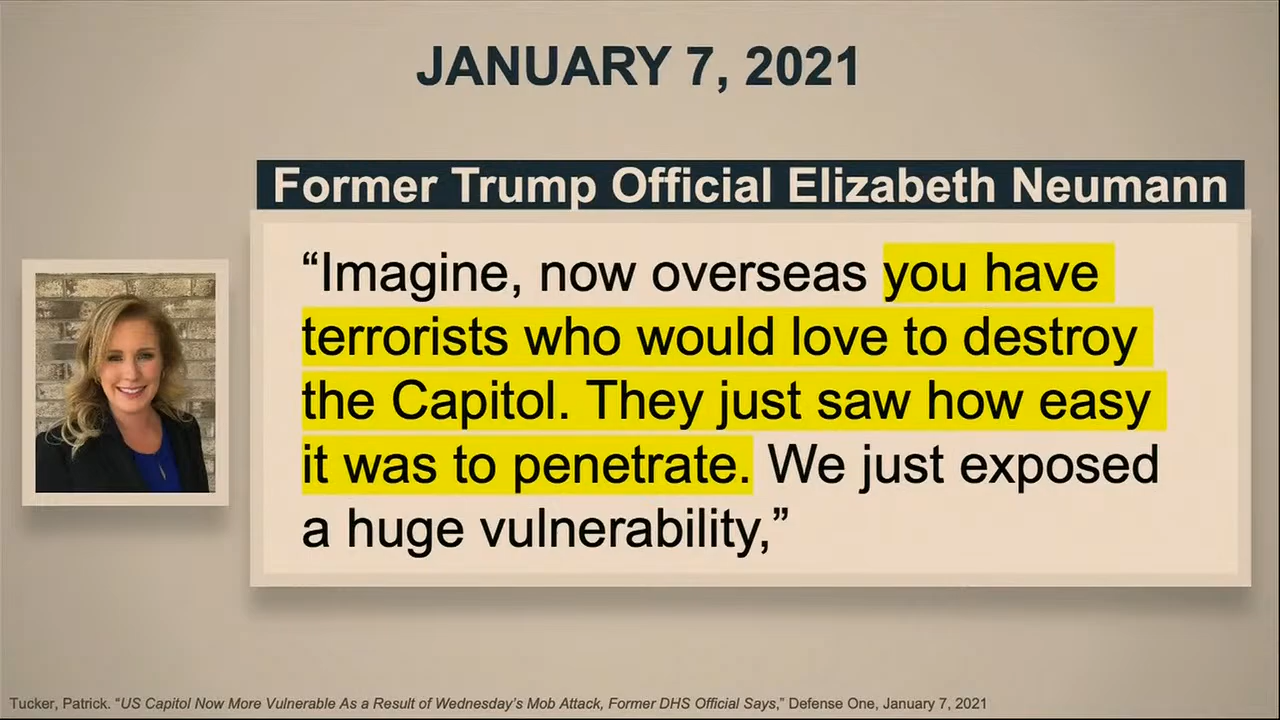 JANUARY 7, 2021
Former Trump Official Elizabeth Neumann
“Imagine, now overseas you have
terrorists who would love to destroy
the Capitol. They just saw how easy
it was to penetrate. We just exposed
a huge vulnerability,”
Tucker, Patrick. “US Capitol Now More Vulnerable As a Result of Wednesday’s Mob Attack, Former DHS Official Says,” Defense One, January 7, 2021